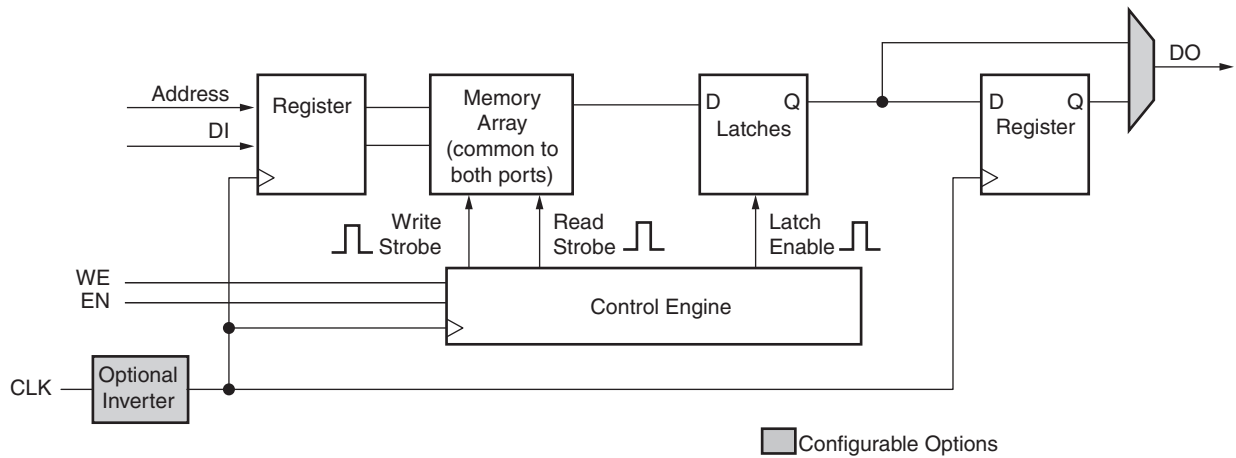 DO
Address
DI
Register
Memory
Array
(common to
both ports)
D Q
Latches
D Q
Register
Write
Strobe
Read
Strobe
Latch
Enable
WE
EN
Control Engine
CLK
Optional
Inverter
Configurable Options